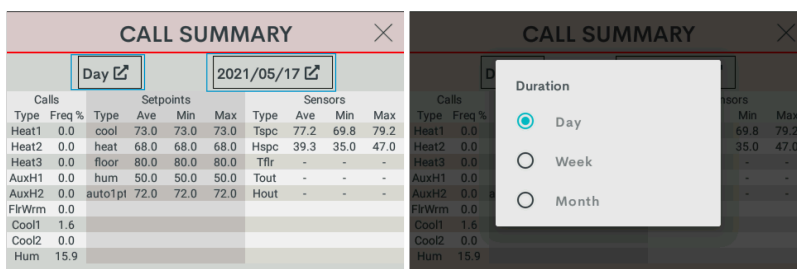 CALL SUMMARY
Day
2021/05/17
Calls Setpoints Sensors
Type Freq % Type Ave Min Max Type Ave Min Max
Heat1 0.0 cool 73.0 73.0 73.0 Tspc 77.2 69.8 79.2
Heat2 0.0 heat 68.0 68.0 68.0 Hspc 39.3 35.0 47.0
Heat3 0.0 floor 80.0 80.0 80.0 Tflr - - -
AuxH1 0.0 hum 50.0 50.0 50.0 Tout - - -
AuxH2 0.0 auto1pt 72.0 72.0 72.0 Hout - - -
FlrWrm 0.0
Cool1 1.6
Cool2 0.0
Hum 15.9
CALL SUMMARY
D
Calls nsors
Type Freq % Min Max
Heat1 0.0 69.8 79.2
Heat2 0.0 35.0 47.0
Heat3 0.0 - -
AuxH1 0.0 - -
AuxH2 0.0 a - -
FlrWrm 0.0
Cool1 1.6
Cool2 0.0
Hum 15.9
Duration
Day
Week
Month